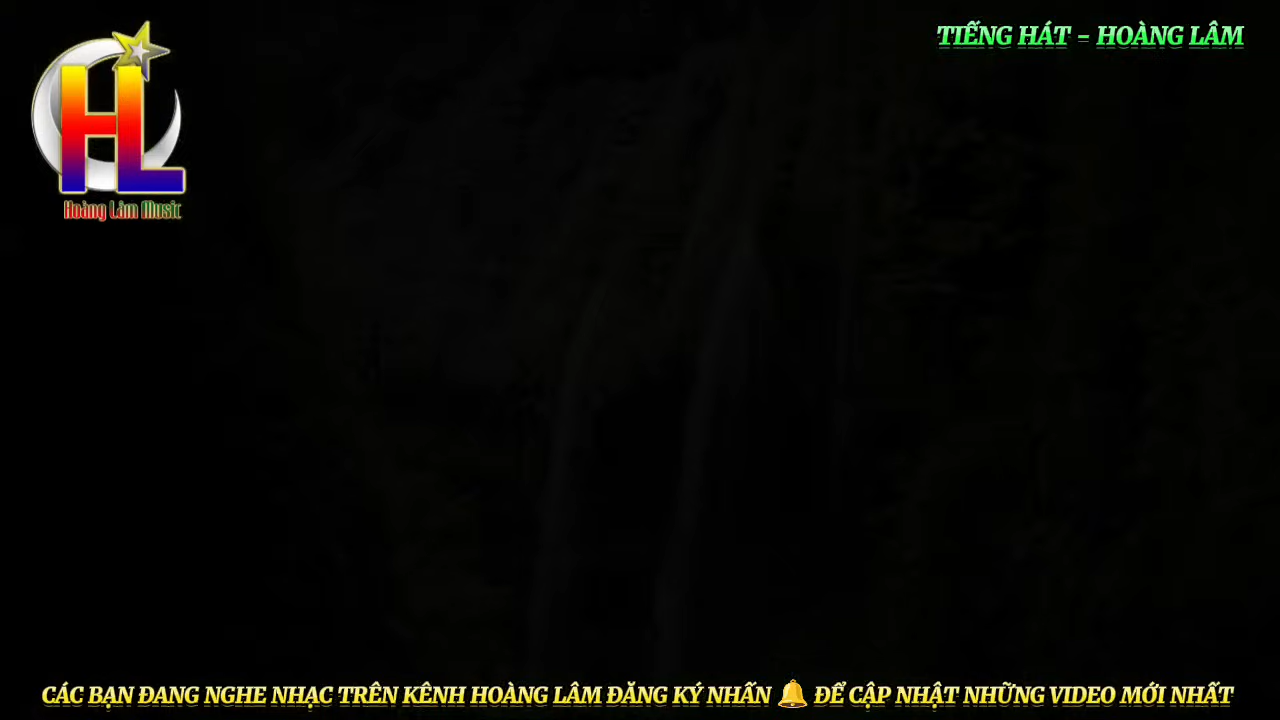 TIẾNG HÁT - HOÀNG LÂM
HL
Hoàng Lâm Music
CÁC BẠN ĐANG NGHE NHẠC TRÊN KÊNH HOÀNG LÂM ĐĂNG KÝ NHẤN 🔔 ĐỂ CẬP NHẬT NHỮNG VIDEO MỚI NHẤT